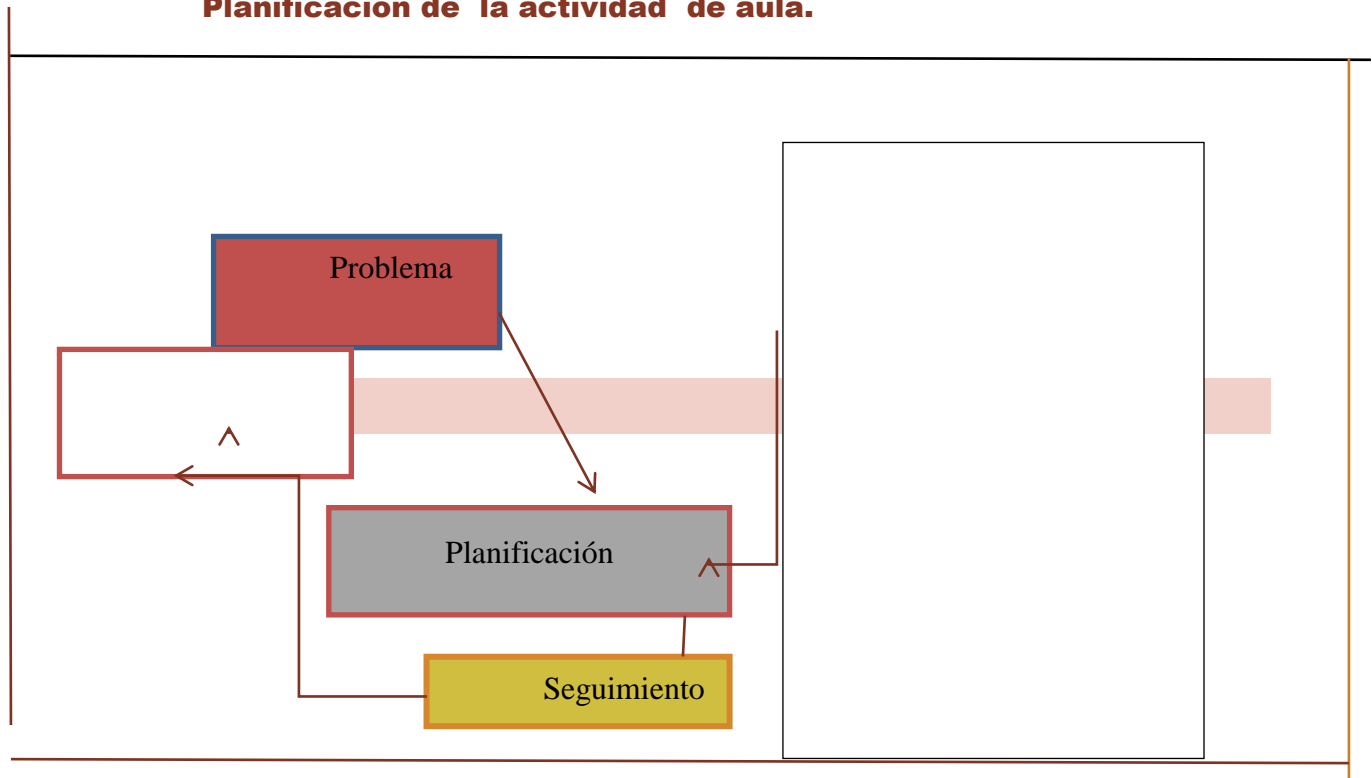 Planificación de la actividad de aula.
Problema
Planificación
Seguimiento